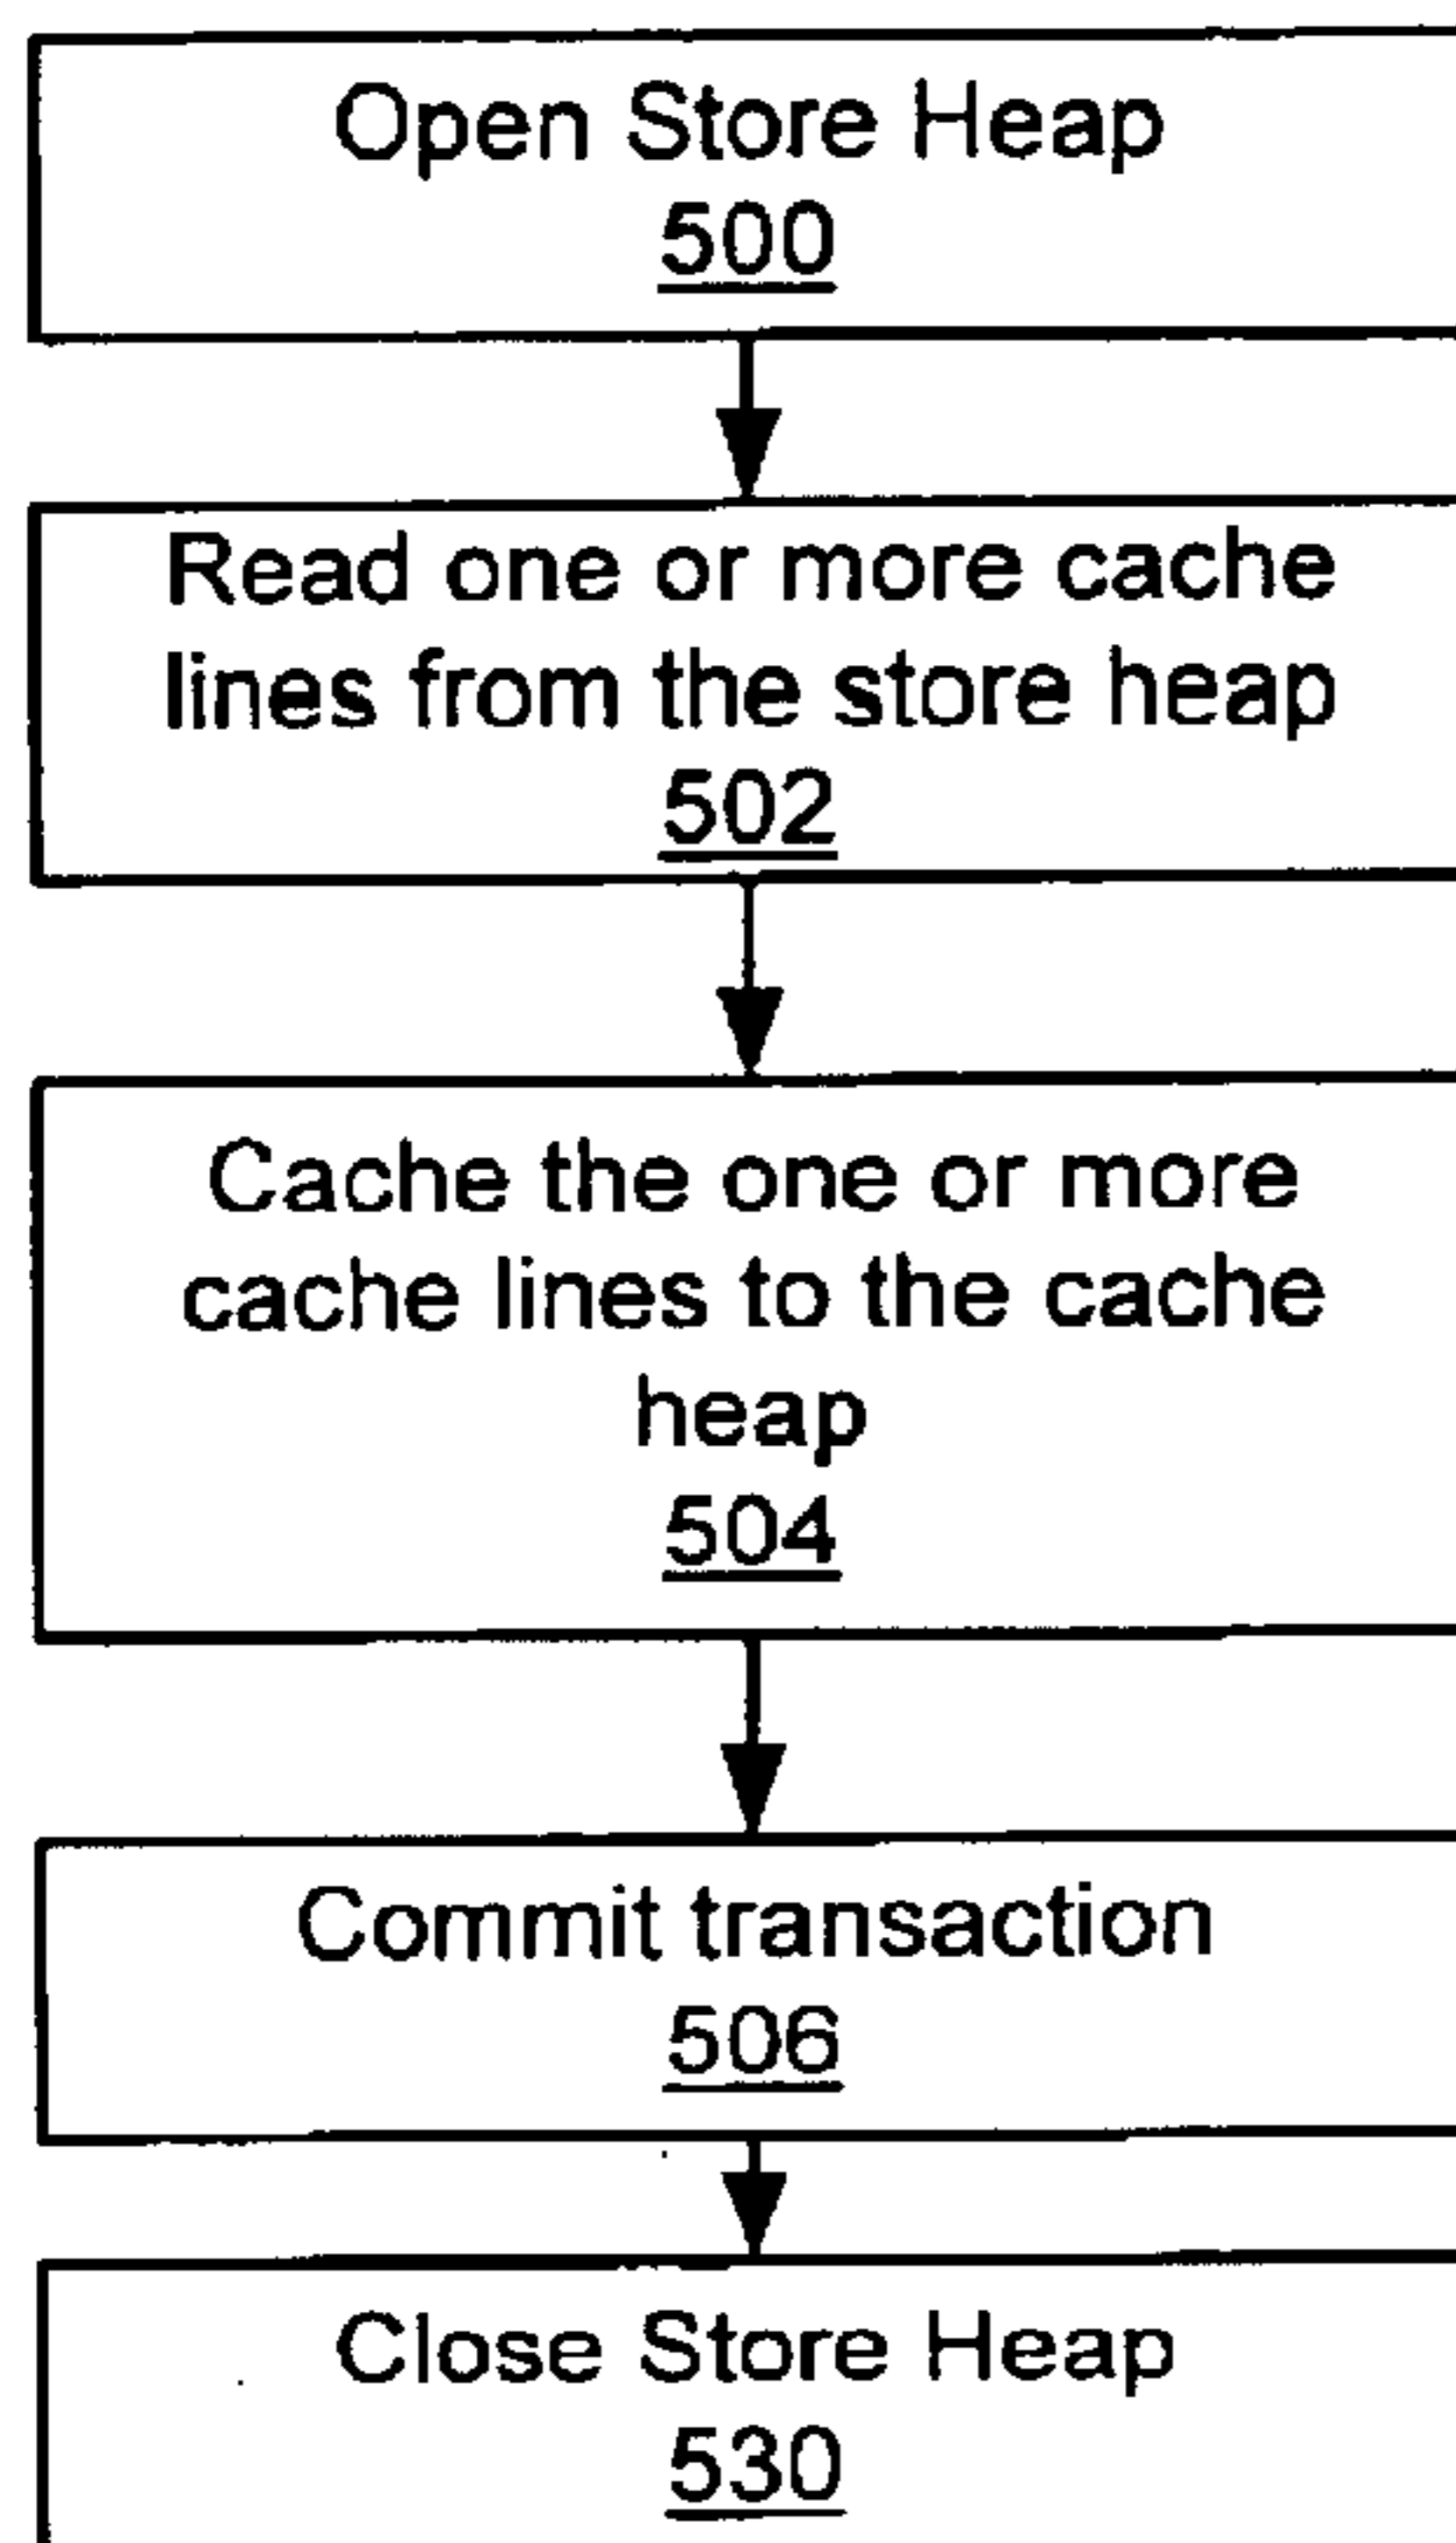 Open Store Heap
500
Read one or more cache
lines from the store heap
502
Cache the one or more
cache lines to the cache
heap
504
Commit transaction
506
Close Store Heap
530